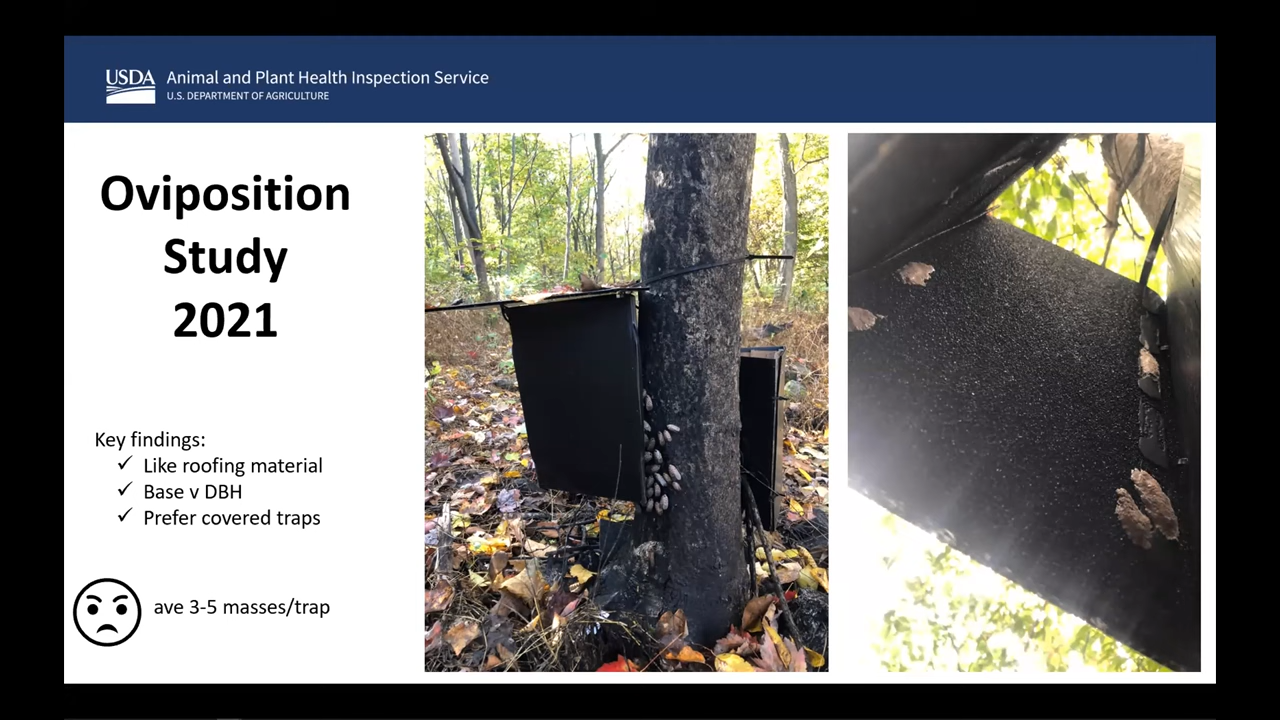 USDA
Animal and Plant Health Inspection Service
U.S. DEPARTMENT OF AGRICULTURE
Oviposition
Study
2021
Key findings:
✓ Like roofing material
✓ Base v DBH
✓ Prefer covered traps
ave 3-5 masses/trap